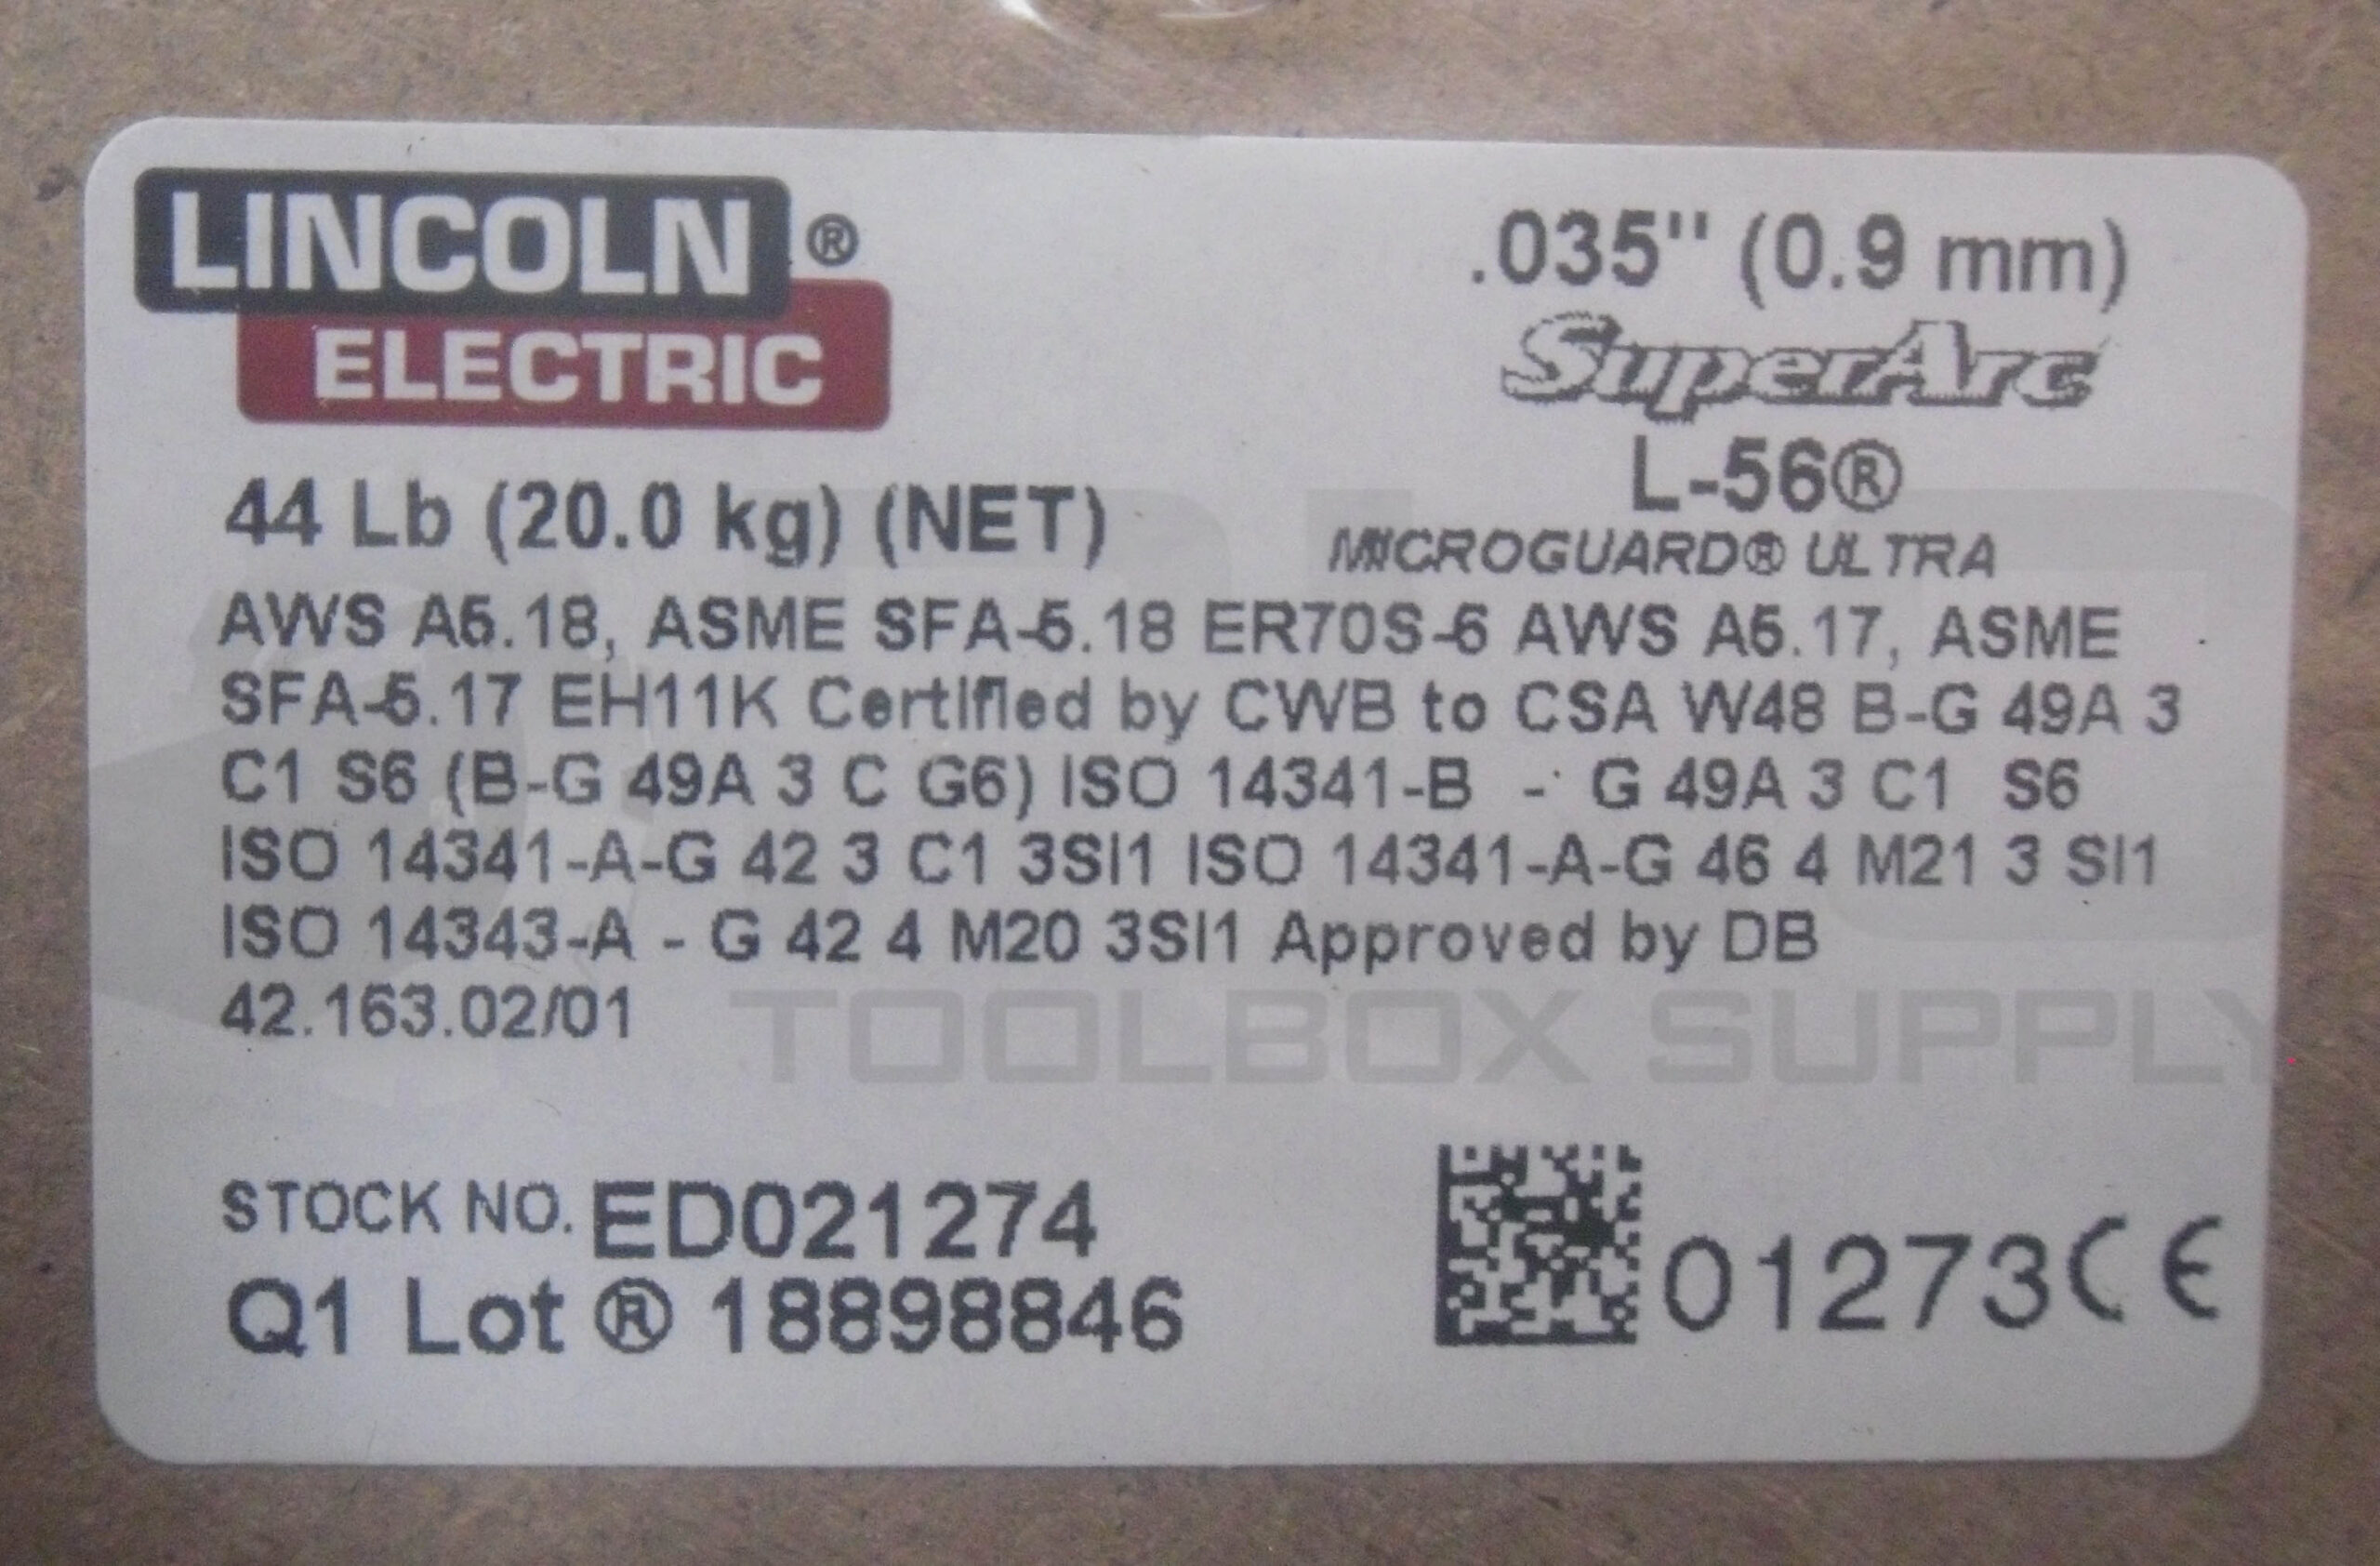 LINCOLN ®
ELECTRIC
.035" (0.9 mm)
SuperArc
L-56®
MICROGUARD® ULTRA
44 Lb (20.0 kg) (NET)
AWS A5.18, ASME SFA-5.18 ER70S-6 AWS A5.17, ASME
SFA-5.17 EH11K Certified by CWB to CSA W48 B-G 49A 3
C1 S6 (B-G 49A 3 C G6) ISO 14341-B - G 49A 3 C1 S6
ISO 14341-A-G 42 3 C1 3Si1 ISO 14341-A-G 46 4 M21 3 Si1
ISO 14343-A - G 42 4 M20 3Si1 Approved by DB
42.163.02/01
TOOLBOX SUPPLY
STOCK NO. ED021274
Q1 Lot ® 18898846
01273 CE